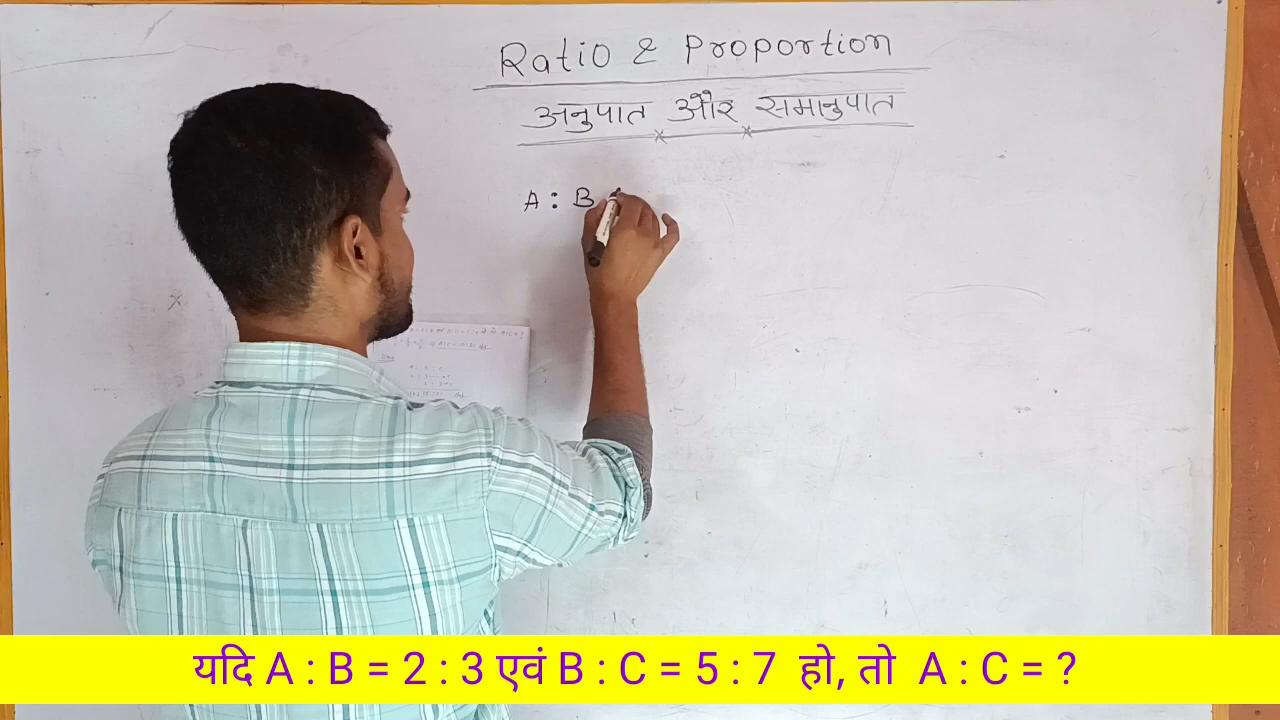 Ratio & Proportion
अनुपात और समानुपात
A : B
यदि A : B = 2 : 3 एवं B : C = 5 : 7 हो, तो A : C = ?